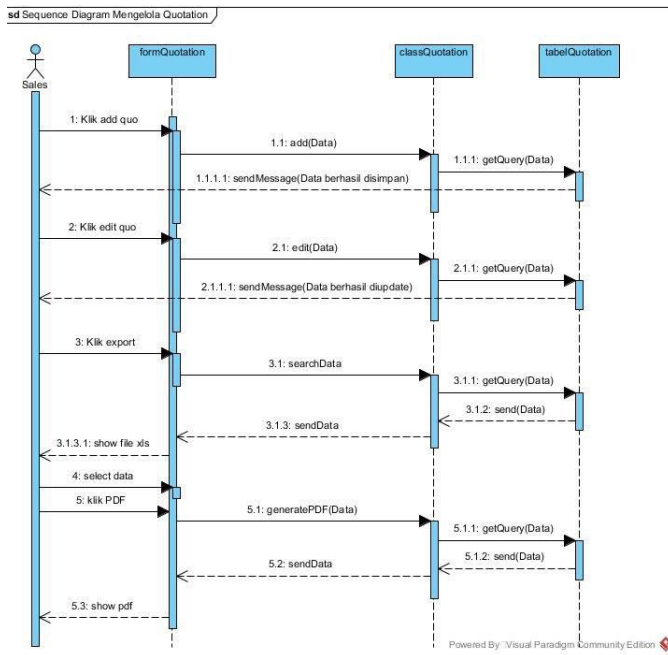 sd Sequence Diagram Mengelola Quotation
formQuotation
classQuotation
tabelQuotation
Sales
1: Klik add quo
1.1: add(Data)
1.1.1: getQuery(Data)
1.1.1.1: sendMessage(Data berhasil disimpan)
2: Klik edit quo
2.1: edit(Data)
2.1.1: getQuery(Data)
2.1.1.1: sendMessage(Data berhasil diupdate)
3: Klik export
3.1: searchData
3.1.1: getQuery(Data)
3.1.2: send(Data)
3.1.3: sendData
3.1.3.1: show file xls
4: select data
5: klik PDF
5.1: generatePDF(Data)
5.1.1: getQuery(Data)
5.1.2: send(Data)
5.2: sendData
5.3: show pdf
Powered By Visual Paradigm Community Edition